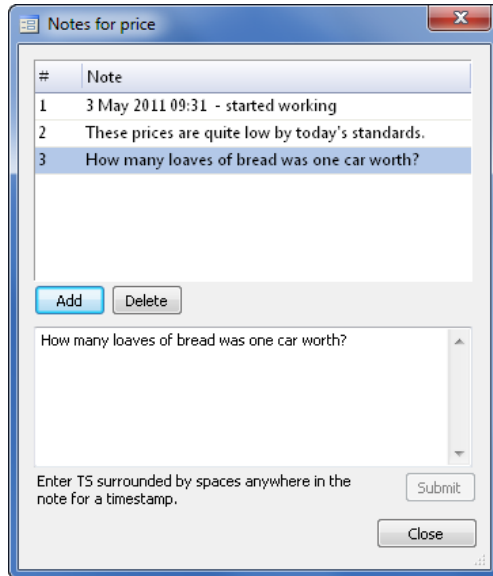 Notes for price
# Note
1 3 May 2011 09:31  - started working
2 These prices are quite low by today's standards.
3 How many loaves of bread was one car worth?
Add Delete
How many loaves of bread was one car worth?
Enter TS surrounded by spaces anywhere in the
note for a timestamp.
Submit
Close